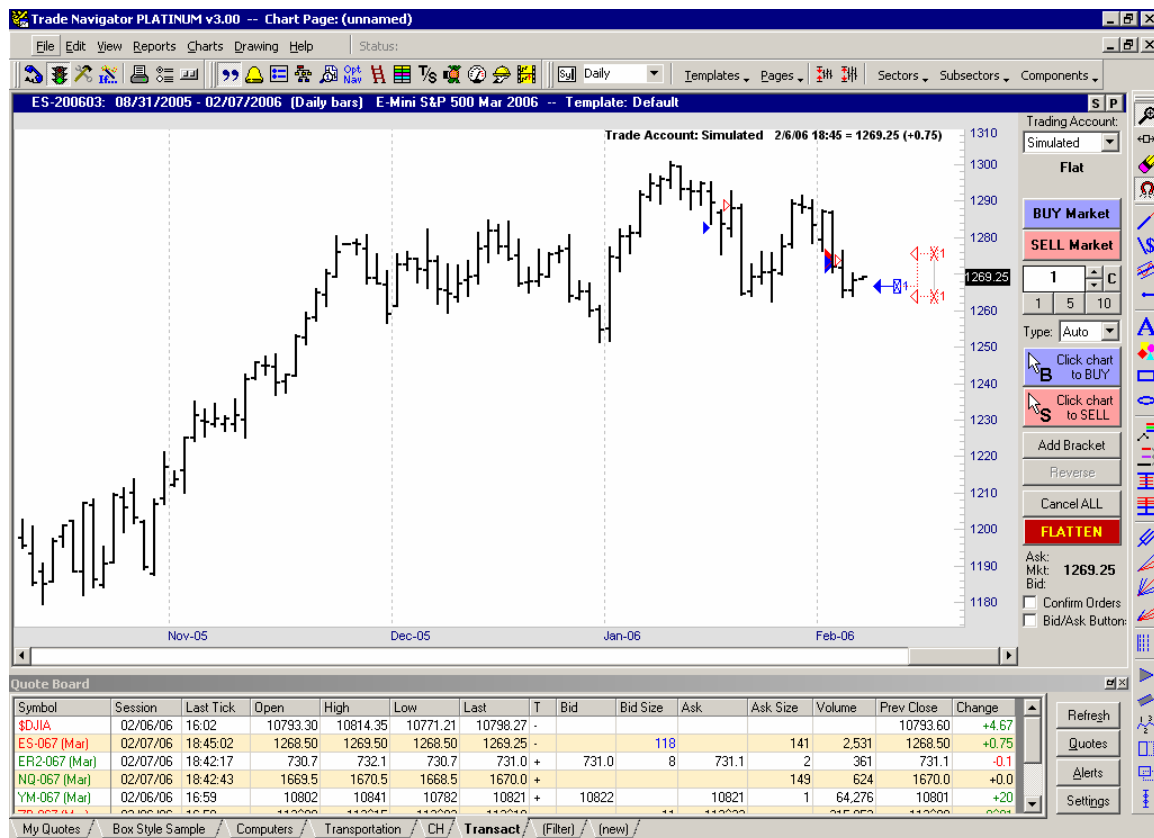 Trade Navigator PLATINUM v3.00 -- Chart Page: (unnamed)
File Edit View Reports Charts Drawing Help Status:
If... Opt Nav T/S Syl Daily Templates Pages Sectors Subsectors Components
ES-200603: 08/31/2005 - 02/07/2006 (Daily bars) E-Mini S&P 500 Mar 2006 -- Template: Default S P
Trade Account: Simulated 2/6/06 18:45 = 1269.25 (+0.75)
1310
1300
1290
1280
1269.25
1260
1250
1240
1230
1220
1210
1200
1190
1180
X 1
X 1
X 1
Nov-05 Dec-05 Jan-06 Feb-06
Trading Account:
Simulated
Flat
BUY Market
SELL Market
1 C
1 5 10
Type: Auto
B Click chart
to BUY
S Click chart
to SELL
Add Bracket
Reverse
Cancel ALL
FLATTEN
Ask:
Mkt: 1269.25
Bid:
Confirm Orders
Bid/Ask Button:
\$
A
Quote Board
Symbol Session Last Tick Open High Low Last T Bid Bid Size Ask Ask Size Volume Prev Close Change
$DJIA 02/06/06 16:02 10793.30 10814.35 10771.21 10798.27 - 10793.60 +4.67
ES-067 (Mar) 02/07/06 18:45:02 1268.50 1269.50 1268.50 1269.25 - 118 141 2,531 1268.50 +0.75
ER2-067 (Mar) 02/07/06 18:42:17 730.7 732.1 730.7 731.0 + 731.0 8 731.1 2 361 731.1 -0.1
NQ-067 (Mar) 02/07/06 18:42:43 1669.5 1670.5 1668.5 1670.0 + 149 624 1670.0 +0.0
YM-067 (Mar) 02/06/06 16:59 10802 10841 10782 10821 + 10822 10821 1 64,276 10801 +20
Refresh
Quotes
Alerts
Settings
My Quotes Box Style Sample Computers Transportation CH Transact (Filter) (new)